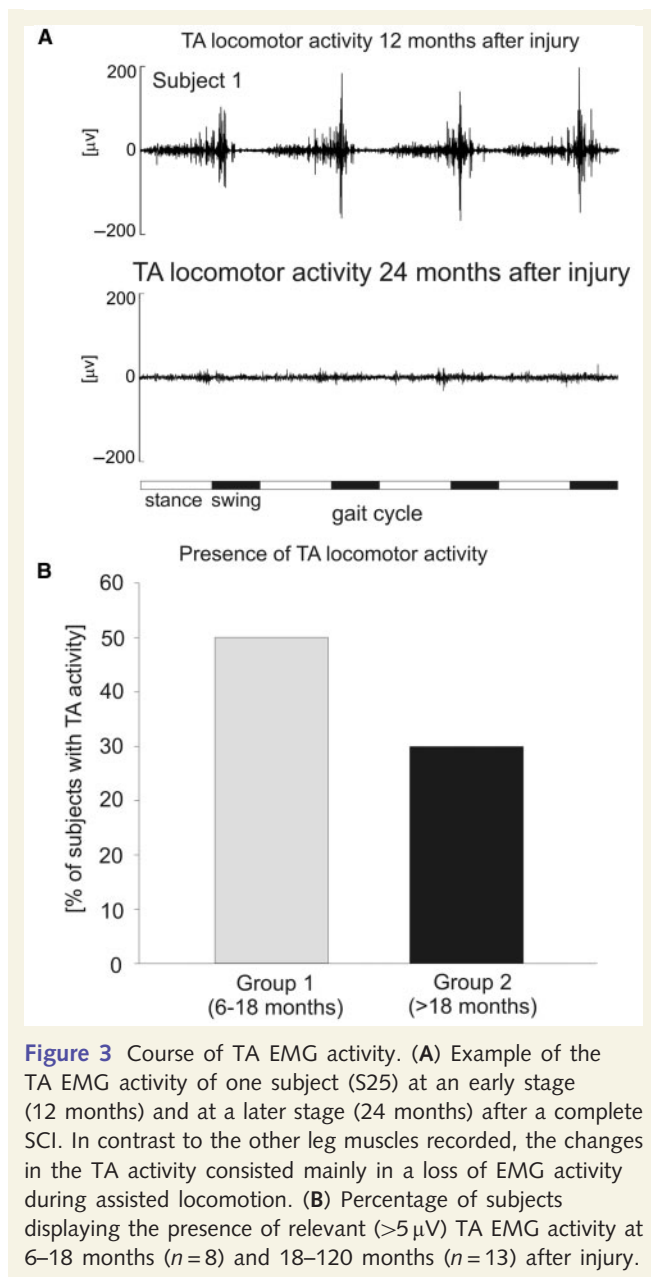 A
TA locomotor activity 12 months after injury
200
Subject 1
[μv]
0
–200
TA locomotor activity 24 months after injury
200
[μv]
0
–200
stance swing
gait cycle
B
Presence of TA locomotor activity
60
50
40
30
20
20
10
0
[% of subjects with TA activity]
Group 1
(6-18 months)
Group 2
(>18 months)
Figure 3 Course of TA EMG activity. (A) Example of the
TA EMG activity of one subject (S25) at an early stage
(12 months) and at a later stage (24 months) after a complete
SCI. In contrast to the other leg muscles recorded, the changes
in the TA activity consisted mainly in a loss of EMG activity
during assisted locomotion. (B) Percentage of subjects
displaying the presence of relevant (>5 μV) TA EMG activity at
6–18 months (n = 8) and 18–120 months (n = 13) after injury.